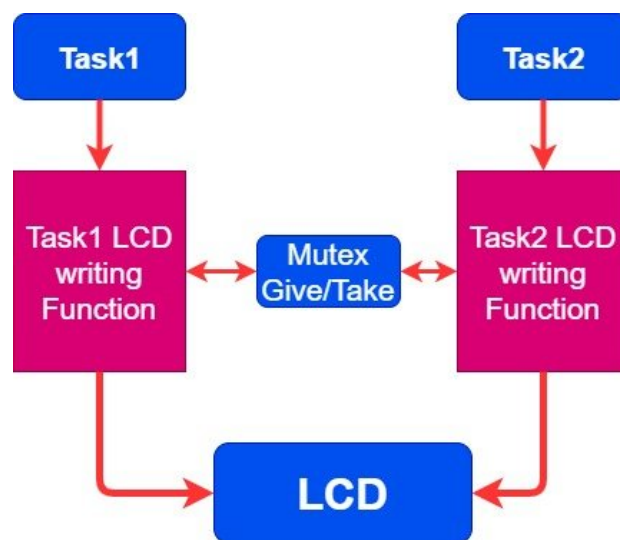 Task1
Task2
Task1 LCD
writing
Function
Mutex
Give/Take
Task2 LCD
writing
Function
LCD